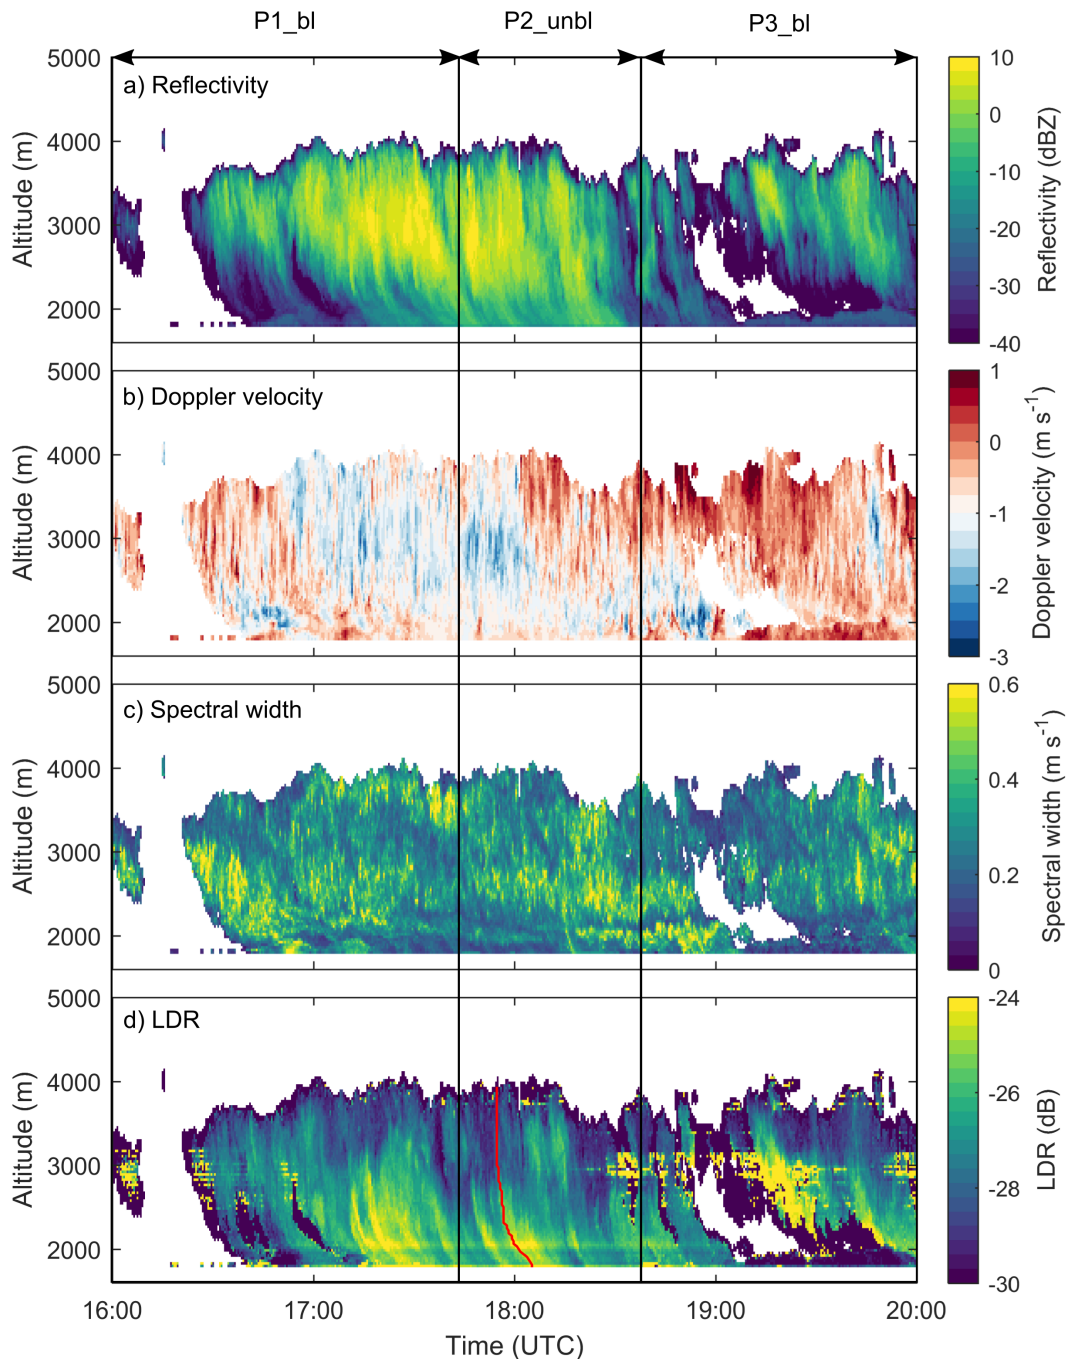 P1_bl P2_unbl P3_bl
a) Reflectivity
5000
4000
3000
2000
Altitude (m)
10
0
-10
-20
-30
-40
Reflectivity (dBZ)
b) Doppler velocity
5000
4000
3000
2000
Altitude (m)
1
0
-1
-2
-3
Doppler velocity (m s⁻¹)
c) Spectral width
5000
4000
3000
2000
Altitude (m)
0.6
0.4
0.2
0
Spectral width (m s⁻¹)
d) LDR
5000
4000
3000
2000
Altitude (m)
-24
-26
-28
-30
LDR (dB)
16:00 17:00 18:00 19:00 20:00
Time (UTC)